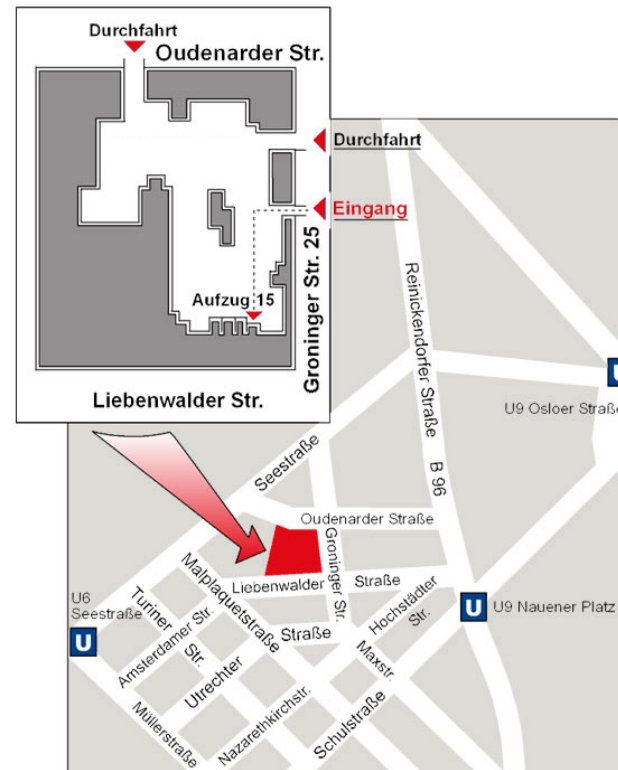 Durchfahrt
Oudenarder Str.
Durchfahrt
Eingang
Groninger Str. 25
Aufzug 15
Liebenwalder Str.
Reinickendorfer Straße
B 96
U
U9 Osloer Straße
Seestraße
Oudenarder Straße
Groninger Str.
Liebenwalder Straße
Malplaquetstraße
U6
Seestraße
U
Turiner
Str.
Amsterdamer Str.
Utrechter
Straße
Hochstädter
Str.
U
U9 Nauener Platz
Maxstr.
Müllerstraße
Nazarethkirchstr.
Schulstraße